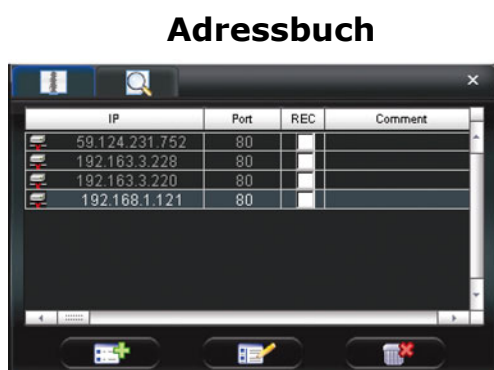 Adressbuch
IP Port REC Comment
59.124.231.752 80
192.163.3.228 80
192.163.3.220 80
192.168.1.121 80